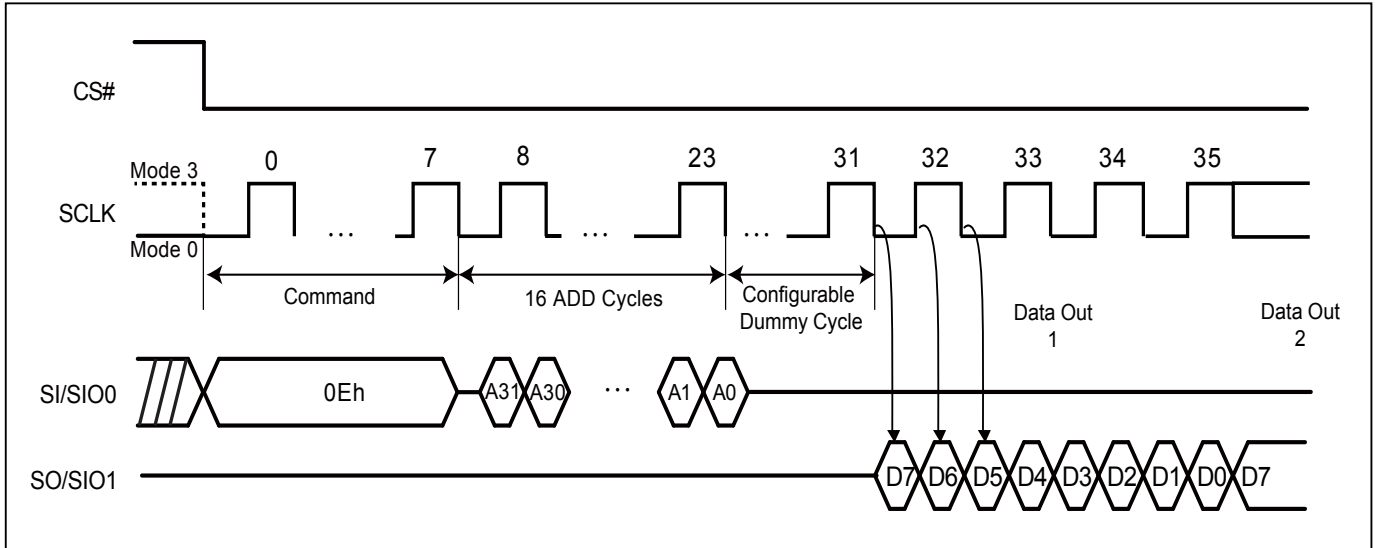 CS#
0 7 8 23 31 32 33 34 35
Mode 3
SCLK
Mode 0
... ... ...
Command
16 ADD Cycles
Configurable
Dummy Cycle
Data Out
1
Data Out
2
SI/SIO0
0Eh
A31 A30 ... A1 A0
SO/SIO1
D7 D6 D5 D4 D3 D2 D1 D0 D7